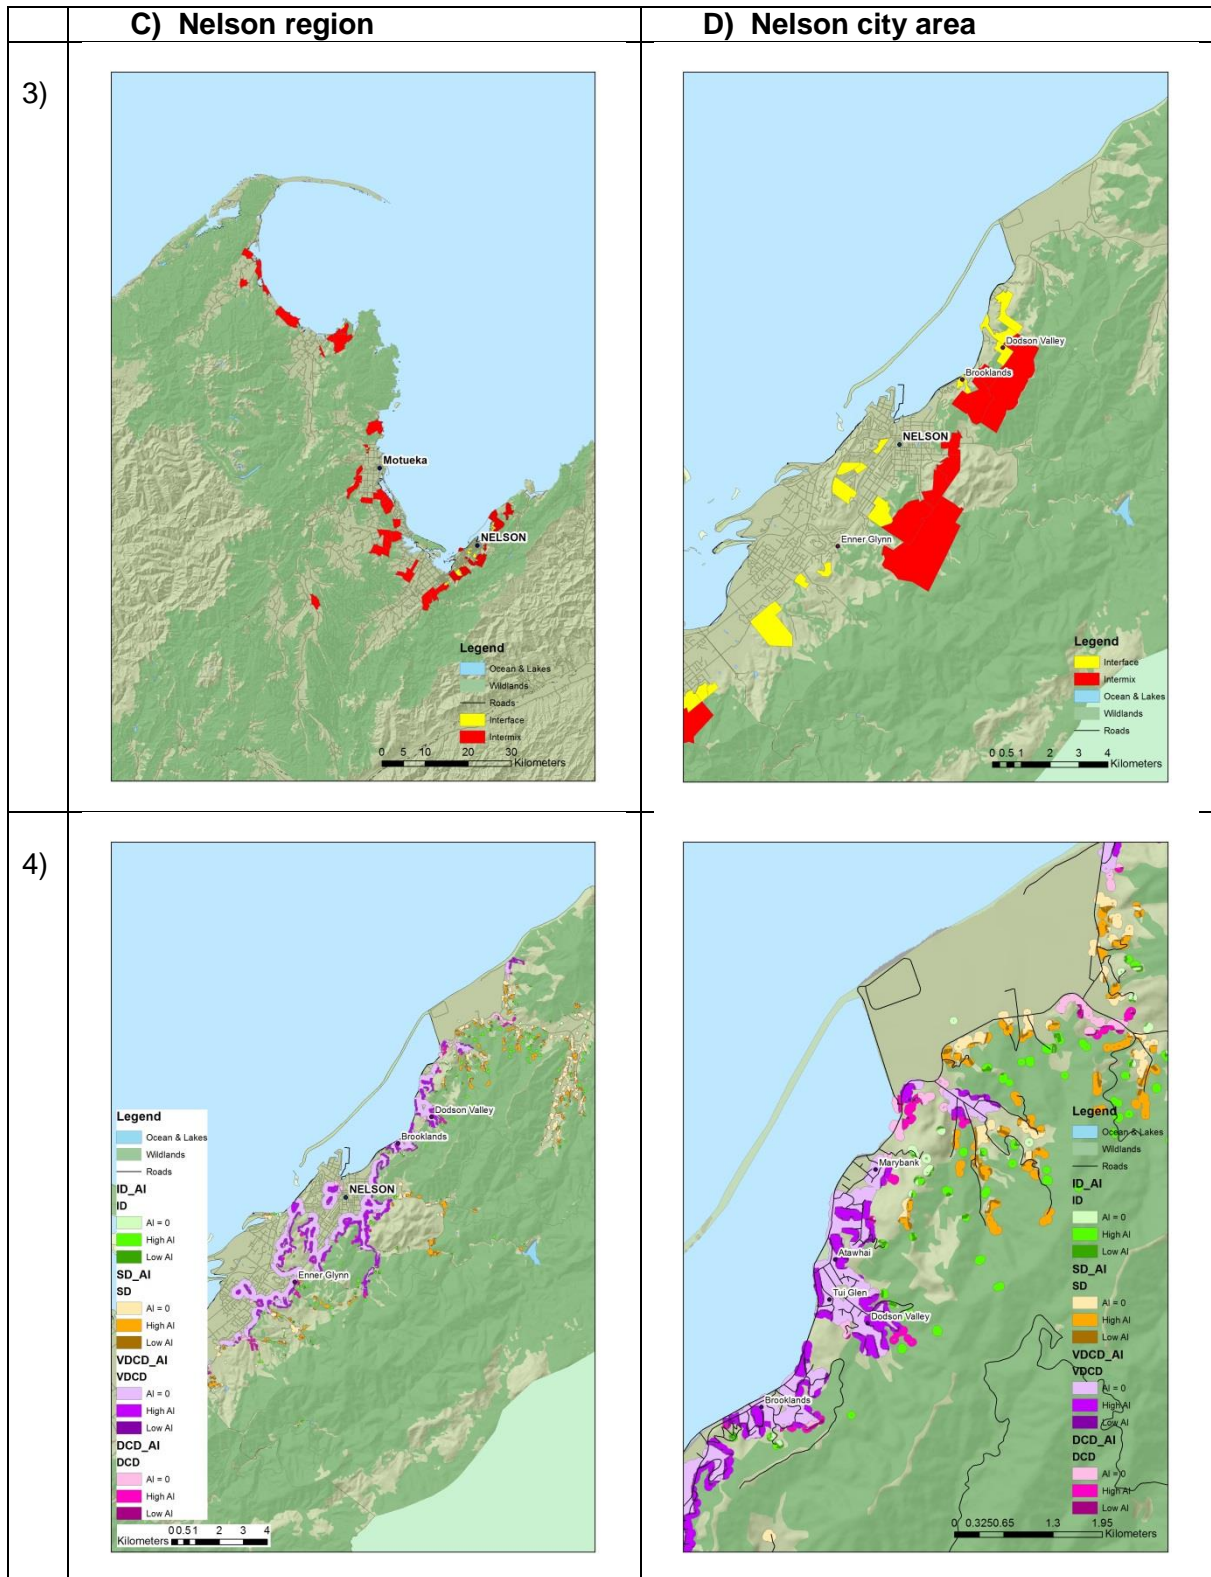 C) Nelson region
D) Nelson city area
3)
Motueka
NELSON
Legend
Ocean & Lakes
Wildlands
Roads
Interface
Intermix
0 5 10 20 30
Kilometers
Dodson Valley
Brooklands
NELSON
Enner Glynn
Legend
Interface
Intermix
Ocean & Lakes
Wildlands
Roads
0 0.5 1 2 3 4
Kilometers
4)
Dodson Valley
Brooklands
NELSON
Enner Glynn
Legend
Ocean & Lakes
Wildlands
Roads
ID_AI
ID
AI = 0
High AI
Low AI
SD_AI
SD
AI = 0
High AI
Low AI
VDCD_AI
VDCD
AI = 0
High AI
Low AI
DCD_AI
DCD
AI = 0
High AI
Low AI
0 0.5 1 2 3 4
Kilometers
Marybank
Atawhai
Tui Glen
Dodson Valley
Brooklands
Legend
Ocean & Lakes
Wildlands
Roads
ID_AI
ID
AI = 0
High AI
Low AI
SD_AI
SD
AI = 0
High AI
Low AI
VDCD_AI
VDCD
AI = 0
High AI
Low AI
DCD_AI
DCD
AI = 0
High AI
Low AI
0 0.325 0.65 1.3 1.95
Kilometers